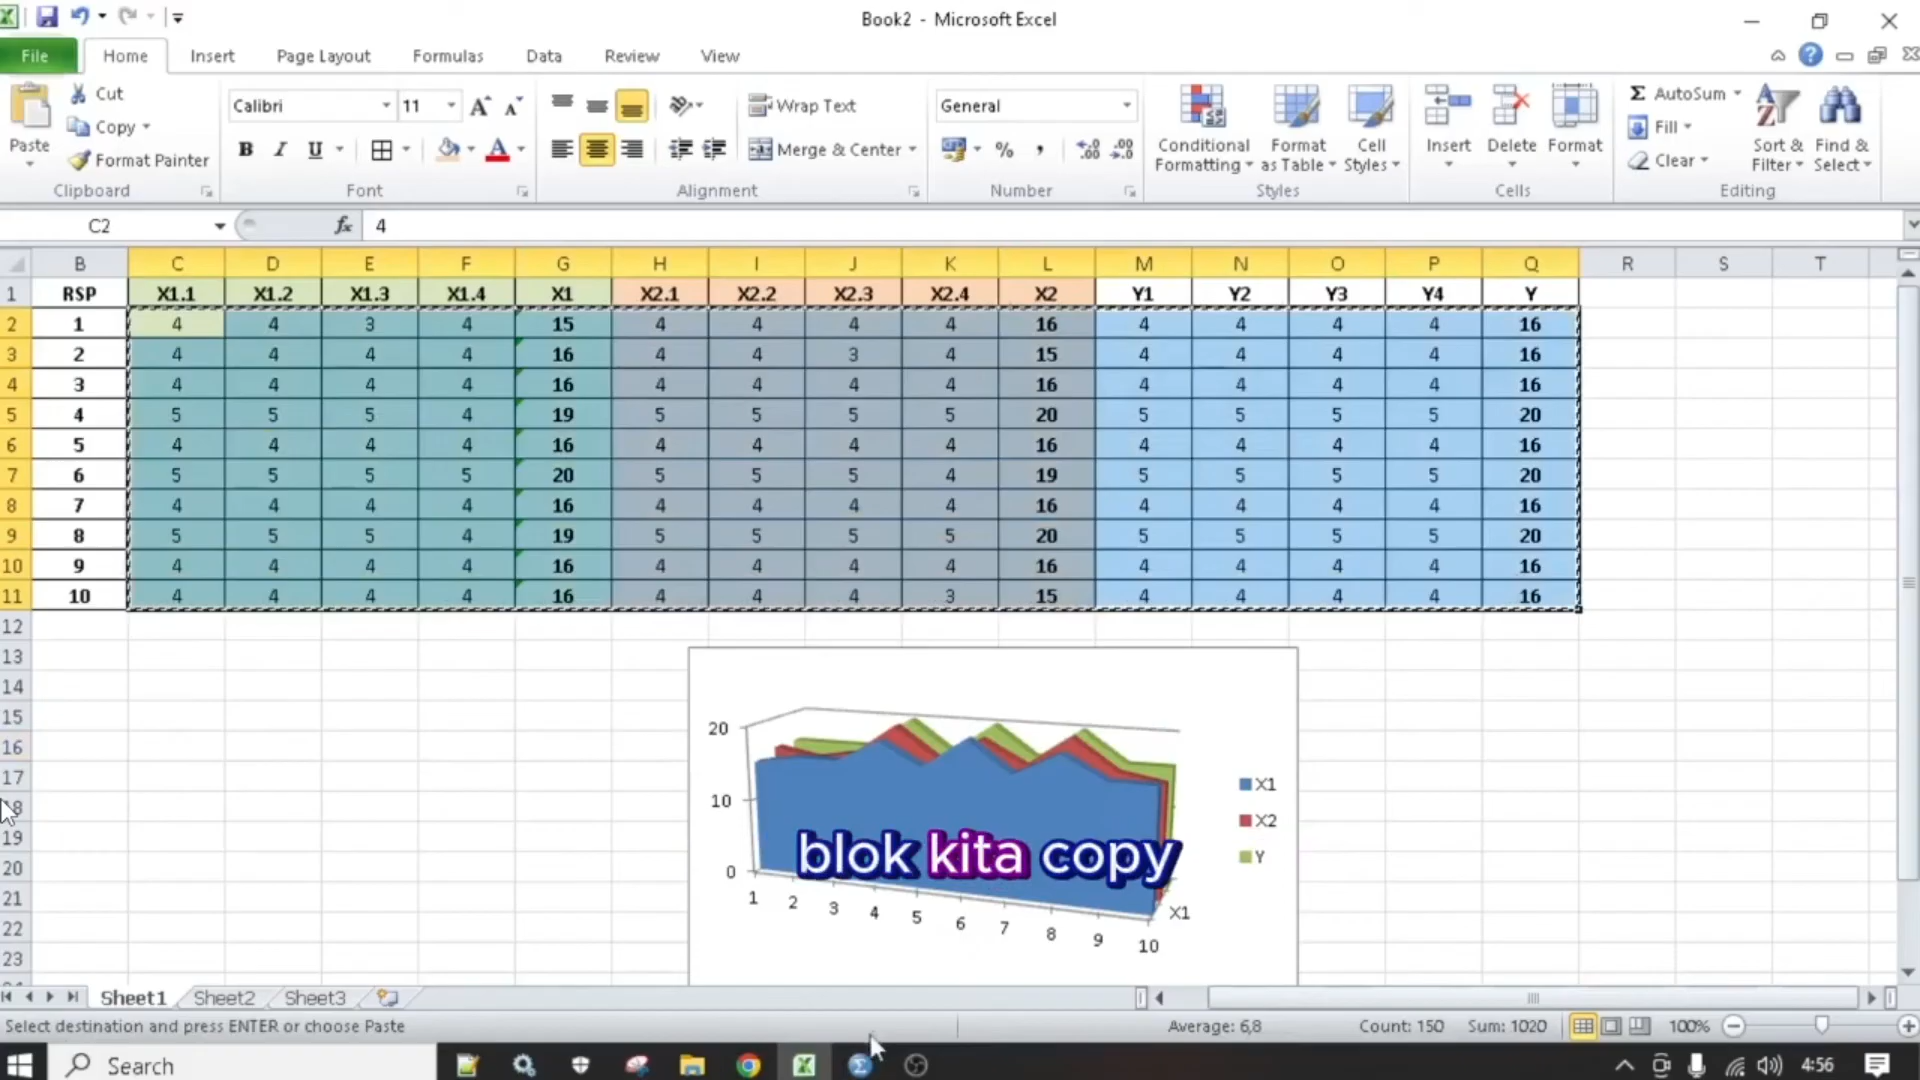 Book2 - Microsoft Excel
File Home Insert Page Layout Formulas Data Review View
Cut
Copy
Format Painter
Paste
Clipboard
Calibri 11
B I U A
Font
Wrap Text
Merge & Center
Alignment
General
% ,
Number
Conditional Formatting
Format as Table
Cell Styles
Styles
Insert Delete Format
Cells
Σ AutoSum
Fill
Clear
Sort & Filter
Find & Select
Editing
C2 fx 4
B C D E F G H I J K L M N O P Q R S T
1 RSP X1.1 X1.2 X1.3 X1.4 X1 X2.1 X2.2 X2.3 X2.4 X2 Y1 Y2 Y3 Y4 Y
2 1 4 4 3 4 15 4 4 4 4 16 4 4 4 4 16
3 2 4 4 4 4 16 4 4 3 4 15 4 4 4 4 16
4 3 4 4 4 4 16 4 4 4 4 16 4 4 4 4 16
5 4 5 5 5 4 19 5 5 5 5 20 5 5 5 5 20
6 5 4 4 4 4 16 4 4 4 4 16 4 4 4 4 16
7 6 5 5 5 5 20 5 5 5 4 19 5 5 5 5 20
8 7 4 4 4 4 16 4 4 4 4 16 4 4 4 4 16
9 8 5 5 5 4 19 5 5 5 5 20 5 5 5 5 20
10 9 4 4 4 4 16 4 4 4 4 16 4 4 4 4 16
11 10 4 4 4 4 16 4 4 4 3 15 4 4 4 4 16
12
13
14
15
16
17
18
19
20
21
22
23
20
10
0
1 2 3 4 5 6 7 8 9 10
X1
X1
X2
Y
blok kita copy
Sheet1 Sheet2 Sheet3
Select destination and press ENTER or choose Paste
Average: 6,8 Count: 150 Sum: 1020 100%
Search
4:56